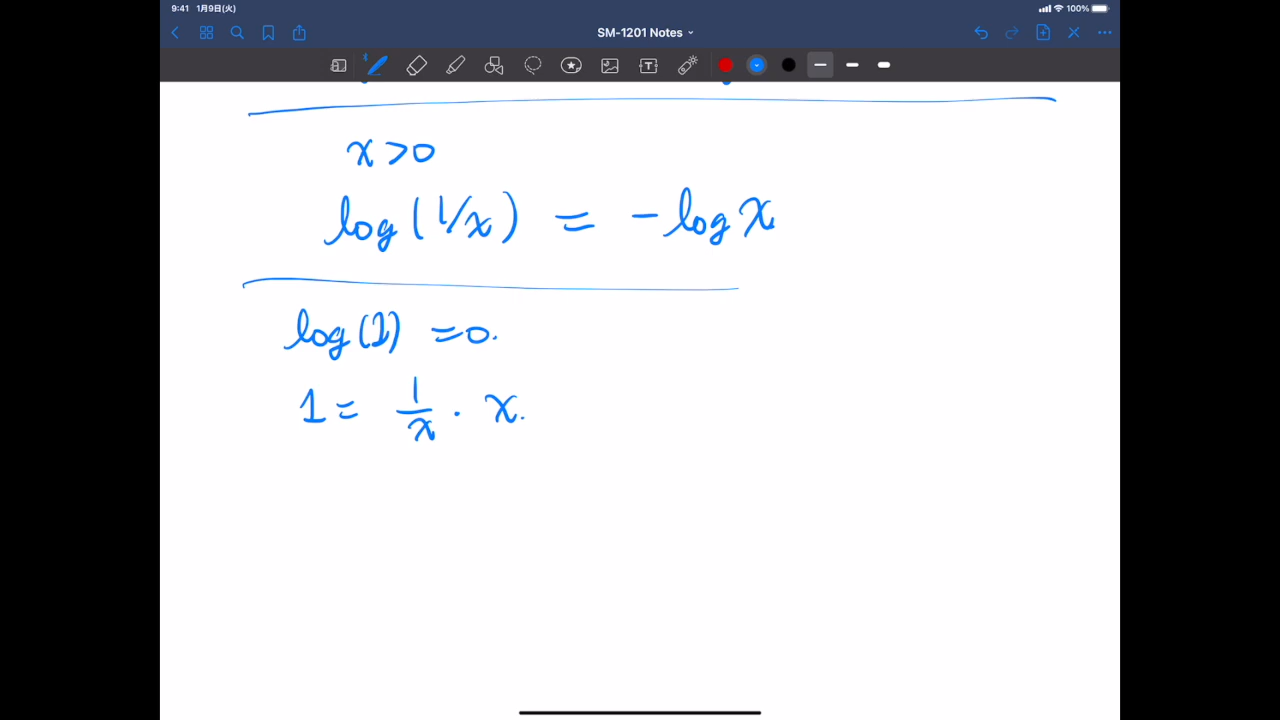 9:41 1月9日(火) 100%
SM-1201 Notes
x>0
log(1/x) = -log x
log(1) =0.
1= 1/x · x.